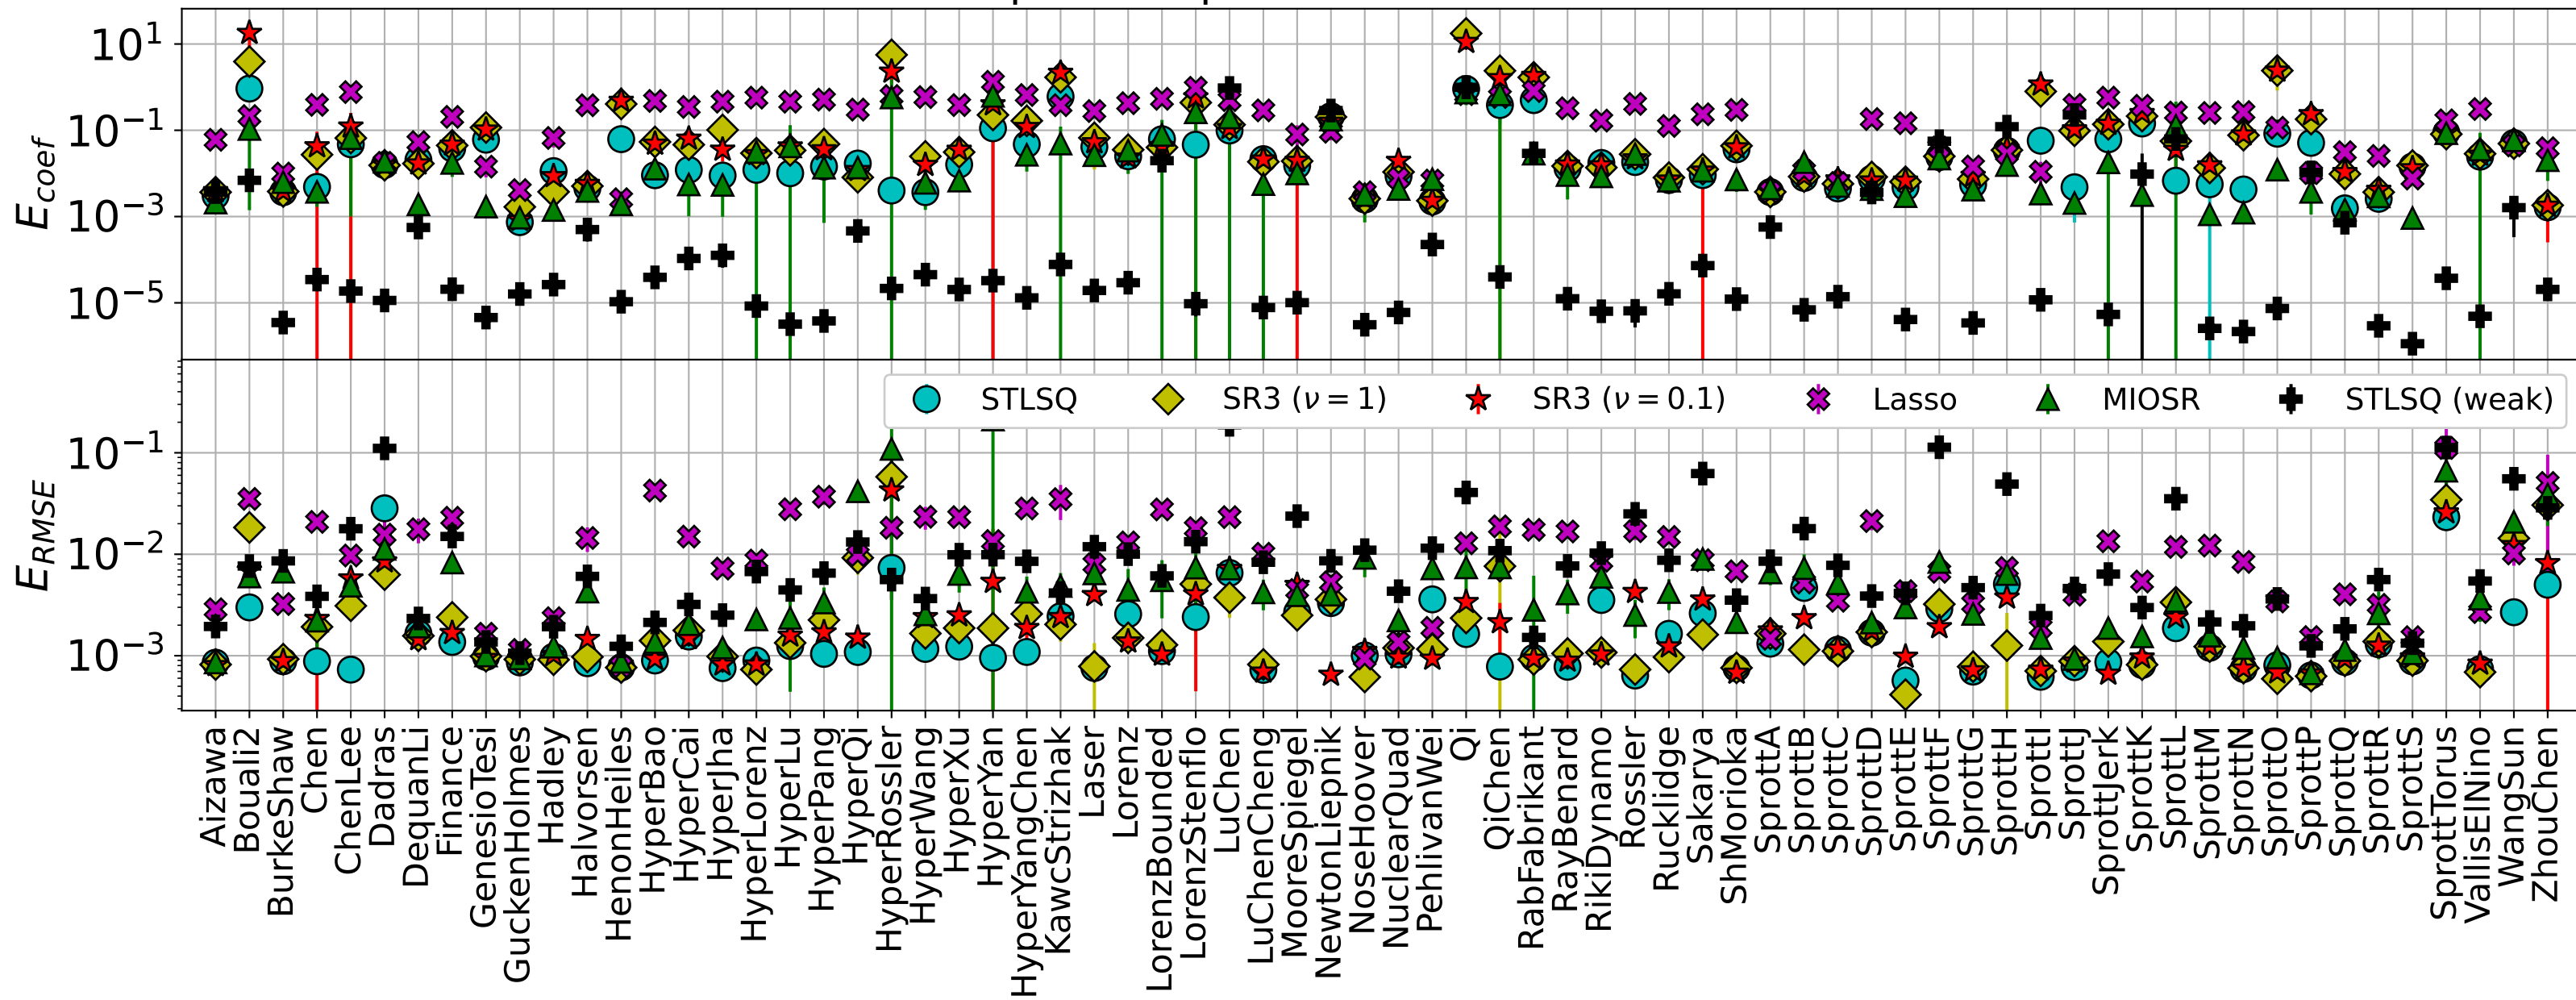 10¹
10⁻¹
10⁻³
10⁻⁵
E_coef
STLSQ SR3 (ν = 1) SR3 (ν = 0.1) Lasso MIOSR STLSQ (weak)
10⁻¹
10⁻²
10⁻³
E_RMSE
Aizawa
Bouali2
BurkeShaw
Chen
ChenLee
Dadras
DequanLi
Finance
GenesioTesi
GuckenHolmes
Hadley
Halvorsen
HenonHeiles
HyperBao
HyperCai
HyperJha
HyperLorenz
HyperLu
HyperPang
HyperQi
HyperRossler
HyperWang
HyperXu
HyperYan
HyperYangChen
KawcStrizhak
Laser
Lorenz
LorenzBounded
LorenzStenflo
LuChen
LuChenCheng
MooreSpiegel
NewtonLiepnik
NoseHoover
NuclearQuad
PehlivanWei
Qi
QiChen
RabFabrikant
RayBenard
RikiDynamo
Rossler
Rucklidge
Sakarya
ShMorioka
SprottA
SprottB
SprottC
SprottD
SprottE
SprottF
SprottG
SprottH
SprottI
SprottJ
SprottJerk
SprottK
SprottL
SprottM
SprottN
SprottO
SprottP
SprottQ
SprottR
SprottS
SprottTorus
VallisElNino
WangSun
ZhouChen